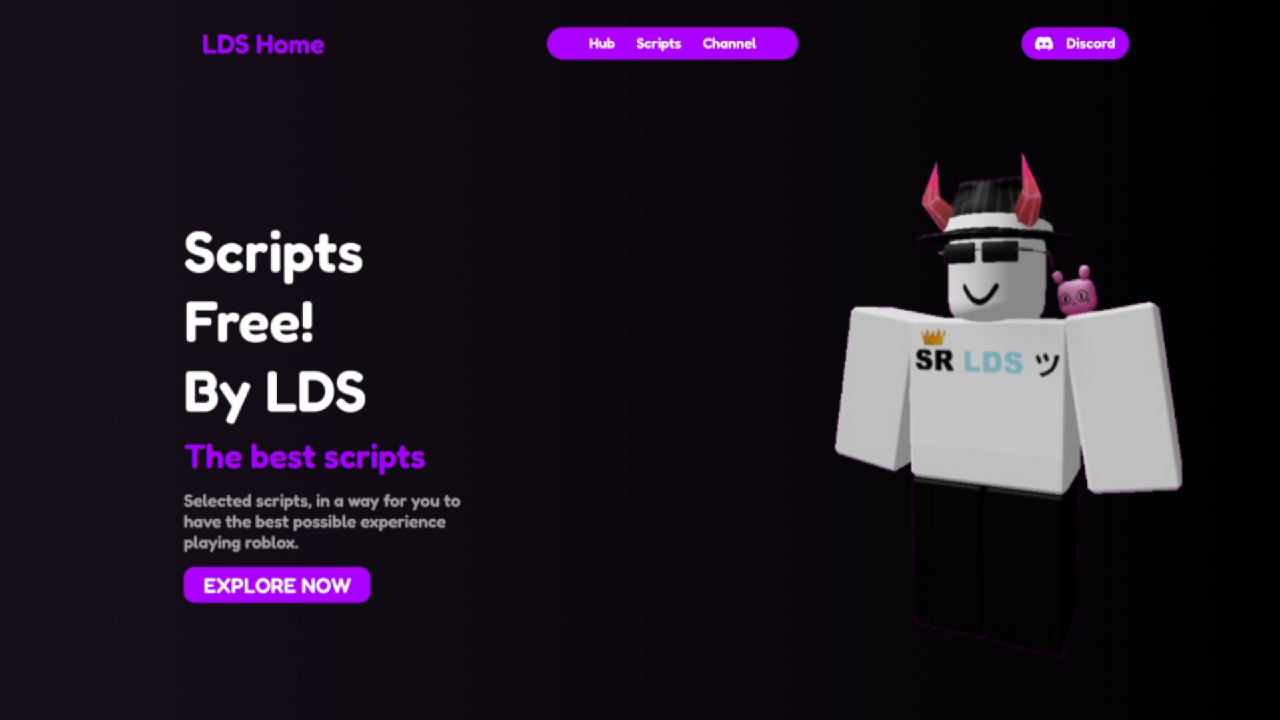 LDS Home
Hub Scripts Channel
Discord
Scripts
Free!
By LDS
The best scripts
Selected scripts, in a way for you to
have the best possible experience
playing roblox.
EXPLORE NOW
SR LDS ツ